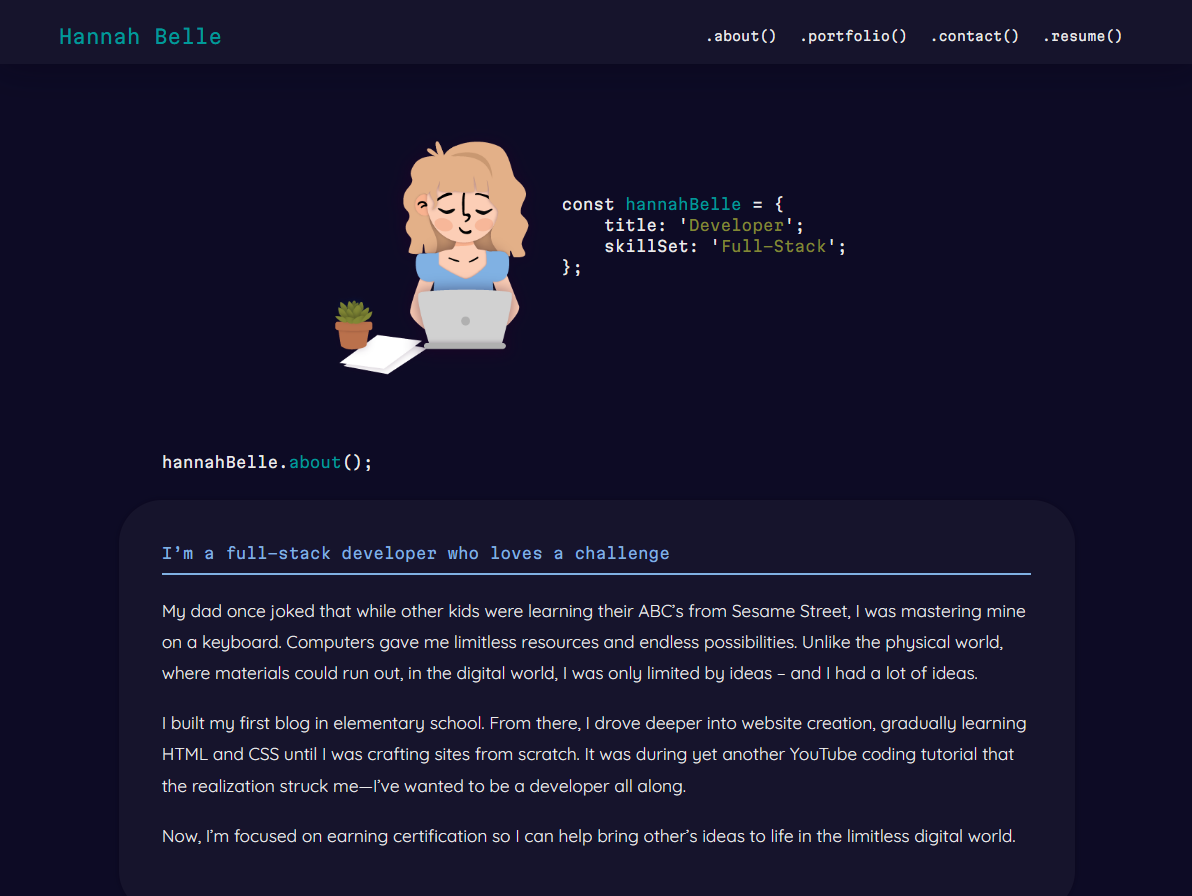 Hannah Belle
.about() .portfolio() .contact() .resume()
const hannahBelle = {
    title: 'Developer';
    skillSet: 'Full-Stack';
};
hannahBelle.about();
I’m a full-stack developer who loves a challenge
My dad once joked that while other kids were learning their ABC’s from Sesame Street, I was mastering mine
on a keyboard. Computers gave me limitless resources and endless possibilities. Unlike the physical world,
where materials could run out, in the digital world, I was only limited by ideas – and I had a lot of ideas.
I built my first blog in elementary school. From there, I drove deeper into website creation, gradually learning
HTML and CSS until I was crafting sites from scratch. It was during yet another YouTube coding tutorial that
the realization struck me—I’ve wanted to be a developer all along.
Now, I’m focused on earning certification so I can help bring other’s ideas to life in the limitless digital world.